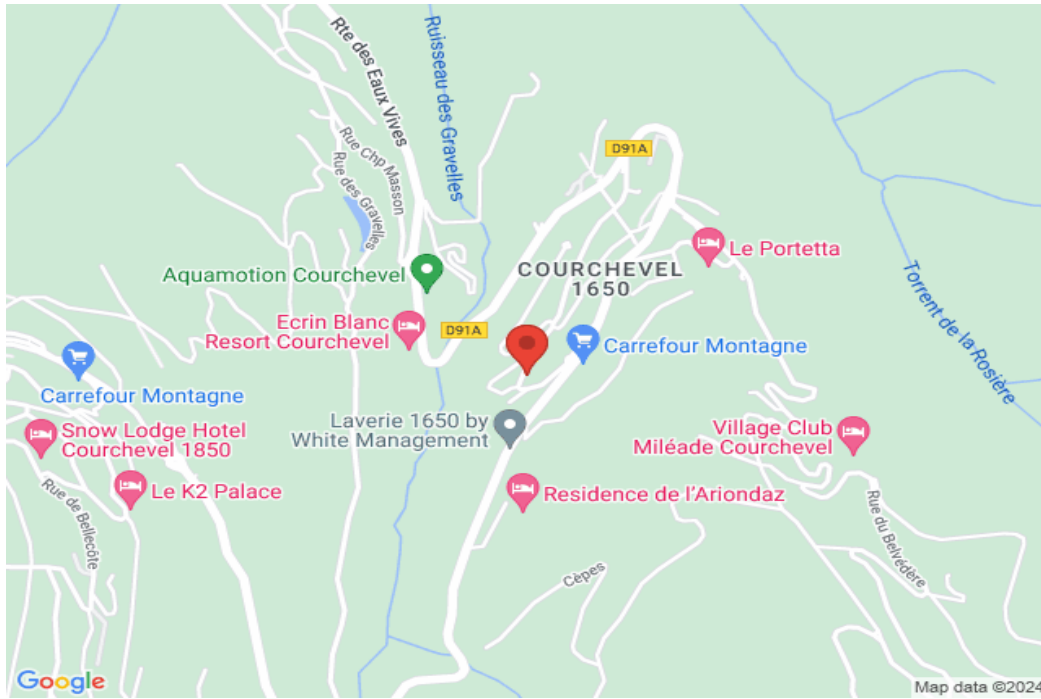 Rte des Eaux Vives
Ruisseau des Gravelles
Rue Chp Masson
Rue des Gravelles
D91A
Le Portetta
Aquamotion Courchevel
COURCHEVEL
1650
Torrent de la Rosière
Ecrin Blanc
Resort Courchevel
D91A
Carrefour Montagne
Carrefour Montagne
Laverie 1650 by
White Management
Snow Lodge Hotel
Courchevel 1850
Village Club
Miléade Courchevel
Le K2 Palace
Residence de l'Ariondaz
Rue de Bellecôte
Rue du Belvédère
Cèpes
Google
Map data ©2024